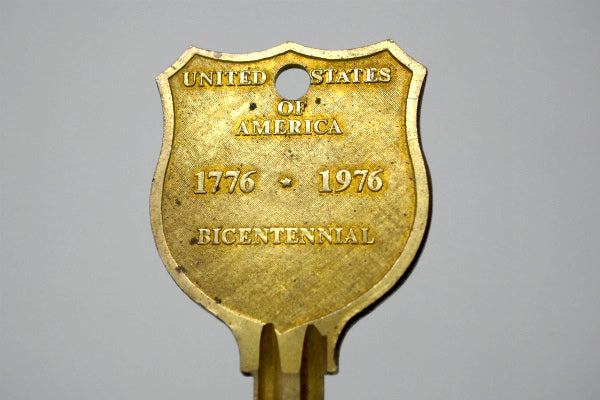 UNITED STATES
OF
AMERICA
1776 ★ 1976
BICENTENNIAL